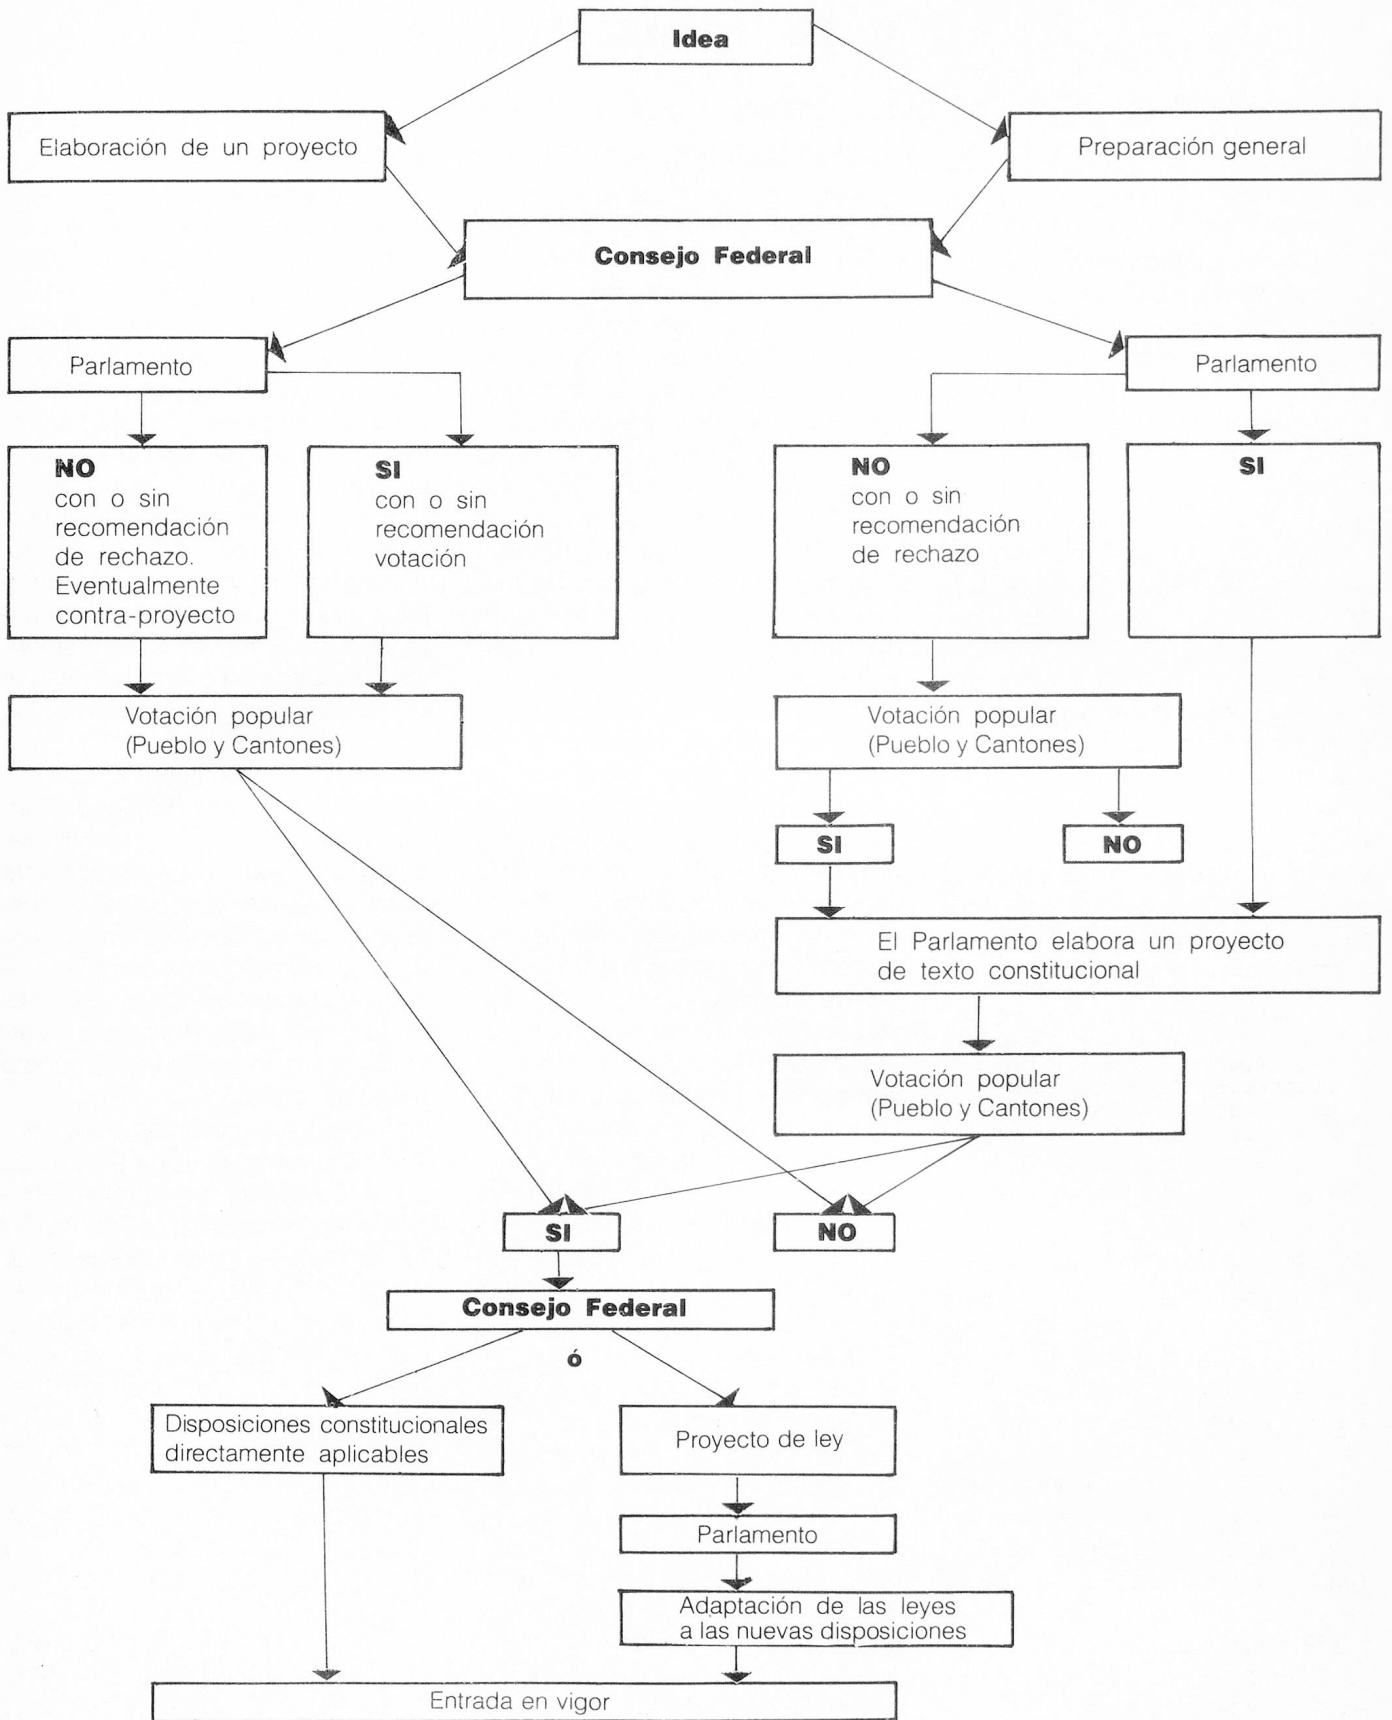 Idea
Elaboración de un proyecto
Preparación general
Consejo Federal
Parlamento
Parlamento
NO
con o sin
recomendación
de rechazo.
Eventualmente
contra-proyecto
SI
con o sin
recomendación
votación
NO
con o sin
recomendación
de rechazo
SI
Votación popular
(Pueblo y Cantones)
Votación popular
(Pueblo y Cantones)
SI
NO
El Parlamento elabora un proyecto
de texto constitucional
Votación popular
(Pueblo y Cantones)
SI
NO
Consejo Federal
ó
Disposiciones constitucionales
directamente aplicables
Proyecto de ley
Parlamento
Adaptación de las leyes
a las nuevas disposiciones
Entrada en vigor